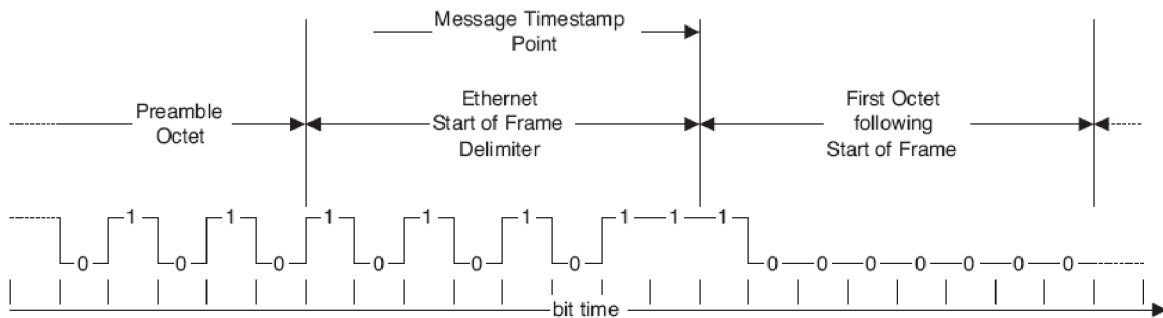 Message Timestamp
Point
Preamble
Octet
Ethernet
Start of Frame
Delimiter
First Octet
following
Start of Frame
0 1 0 1 0 1 0 1 0 1 0 1 1 1 0 0 0 0 0 0 0
bit time